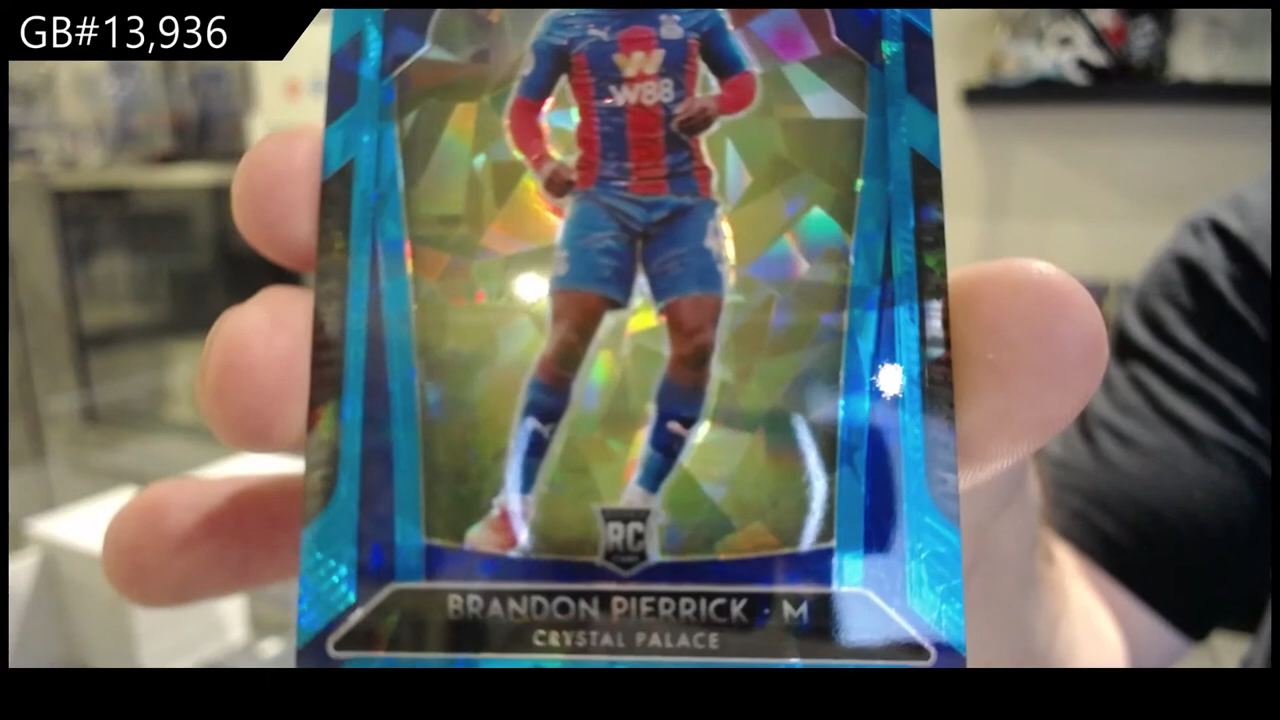 GB#13,936
W
W88
RC
BRANDON PIERRICK · M
CRYSTAL PALACE